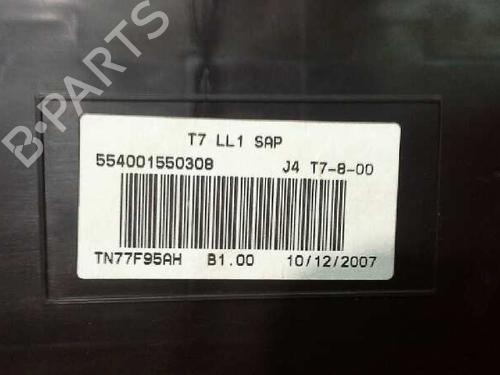 B-PARTS
T7 LL1 SAP
554001550308 J4 T7-8-00
TN77F95AH B1.00 10/12/2007